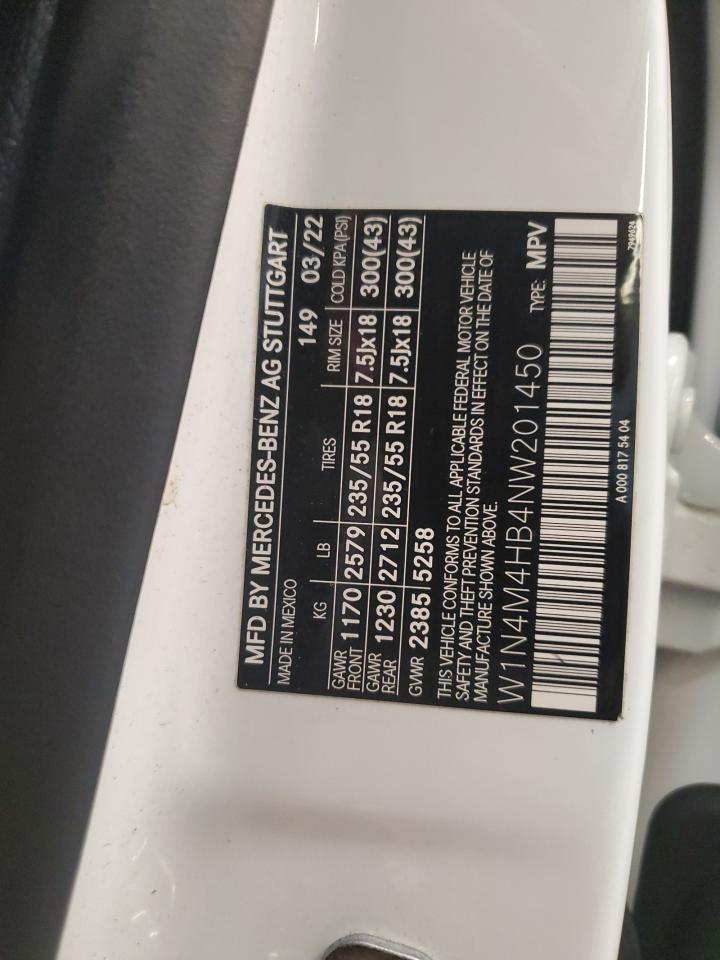 MFD BY MERCEDES-BENZ AG STUTTGART
MADE IN MEXICO 149 03/22
KG LB TIRES RIM SIZE COLD KPA (PSI)
GAWR FRONT 1170 2579 235/55 R18 7.5Jx18 300(43)
GAWR REAR 1230 2712 235/55 R18 7.5Jx18 300(43)
GVWR 2385 5258
THIS VEHICLE CONFORMS TO ALL APPLICABLE FEDERAL MOTOR VEHICLE
SAFETY AND THEFT PREVENTION STANDARDS IN EFFECT ON THE DATE OF
MANUFACTURE SHOWN ABOVE.
W1N4M4HB4NW201450 TYPE: MPV
A 000 817 54 04 7949624